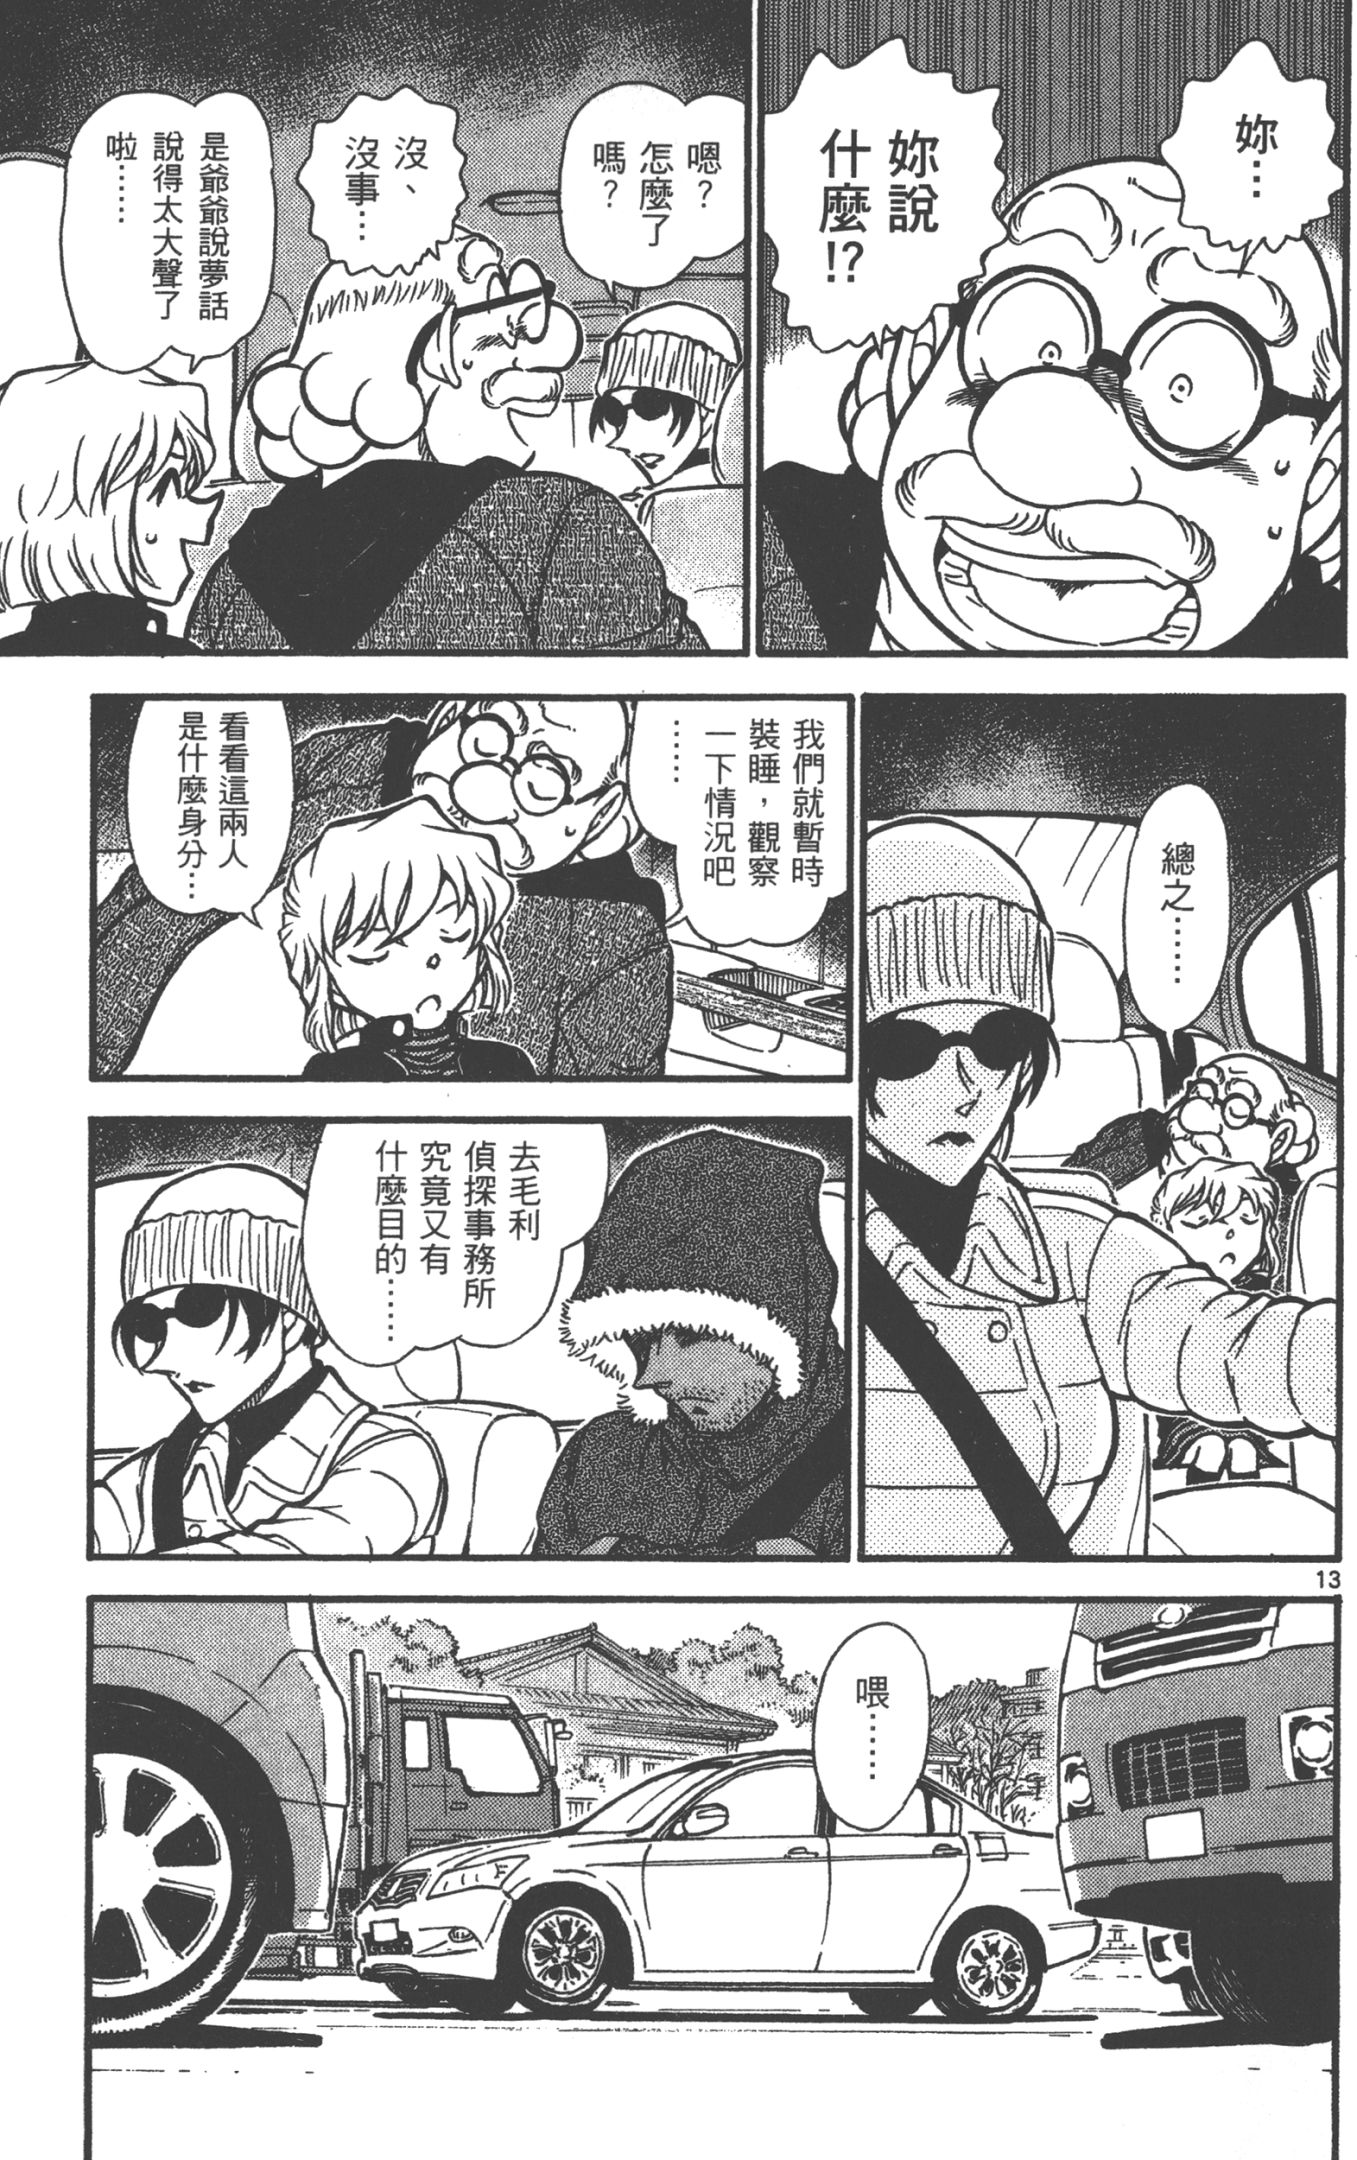 妳…
妳說
什麼!?
嗯？
怎麼了
嗎？
沒、
沒事…
是爺爺說夢話
說得太大聲了
啦……
總之……
我們就暫時
裝睡，觀察
一下情況吧
……
看看這兩人
是什麼身分…
去毛利
偵探事務所
究竟又有
什麼目的……
13
喂……